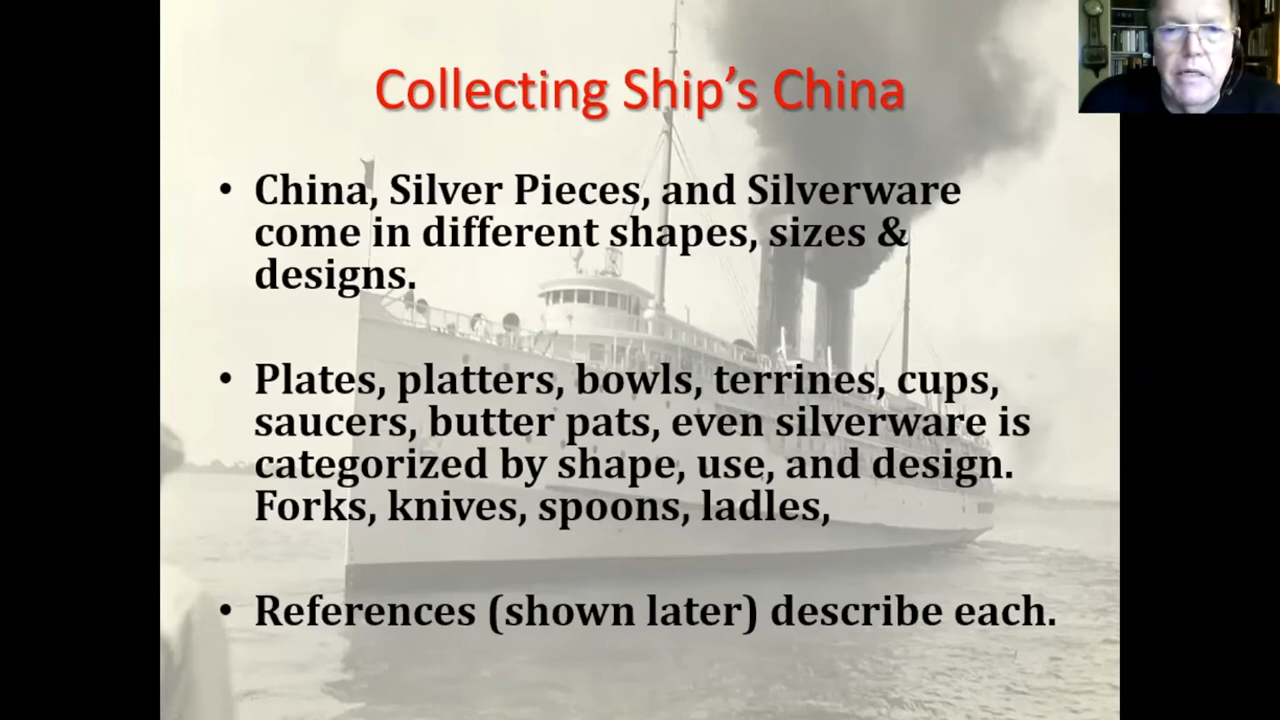 Collecting Ship's China
• China, Silver Pieces, and Silverware
come in different shapes, sizes &
designs.
• Plates, platters, bowls, terrines, cups,
saucers, butter pats, even silverware is
categorized by shape, use, and design.
Forks, knives, spoons, ladles,
• References (shown later) describe each.